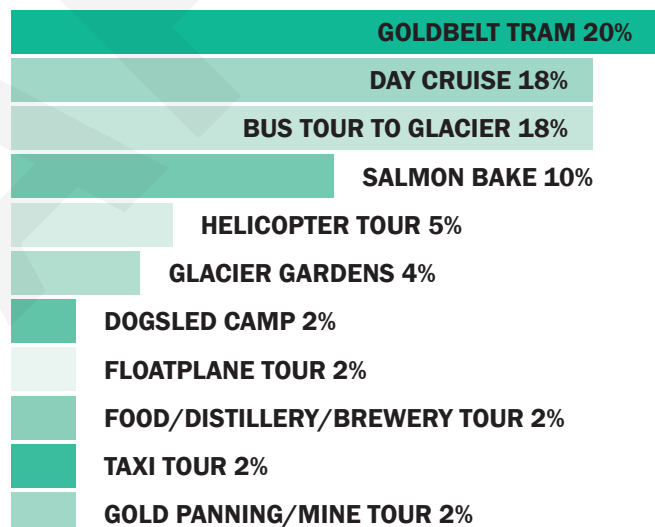 GOLDBELT TRAM 20%
DAY CRUISE 18%
BUS TOUR TO GLACIER 18%
SALMON BAKE 10%
HELICOPTER TOUR 5%
GLACIER GARDENS 4%
DOGSLED CAMP 2%
FLOATPLANE TOUR 2%
FOOD/DISTILLERY/BREWERY TOUR 2%
TAXI TOUR 2%
GOLD PANNING/MINE TOUR 2%